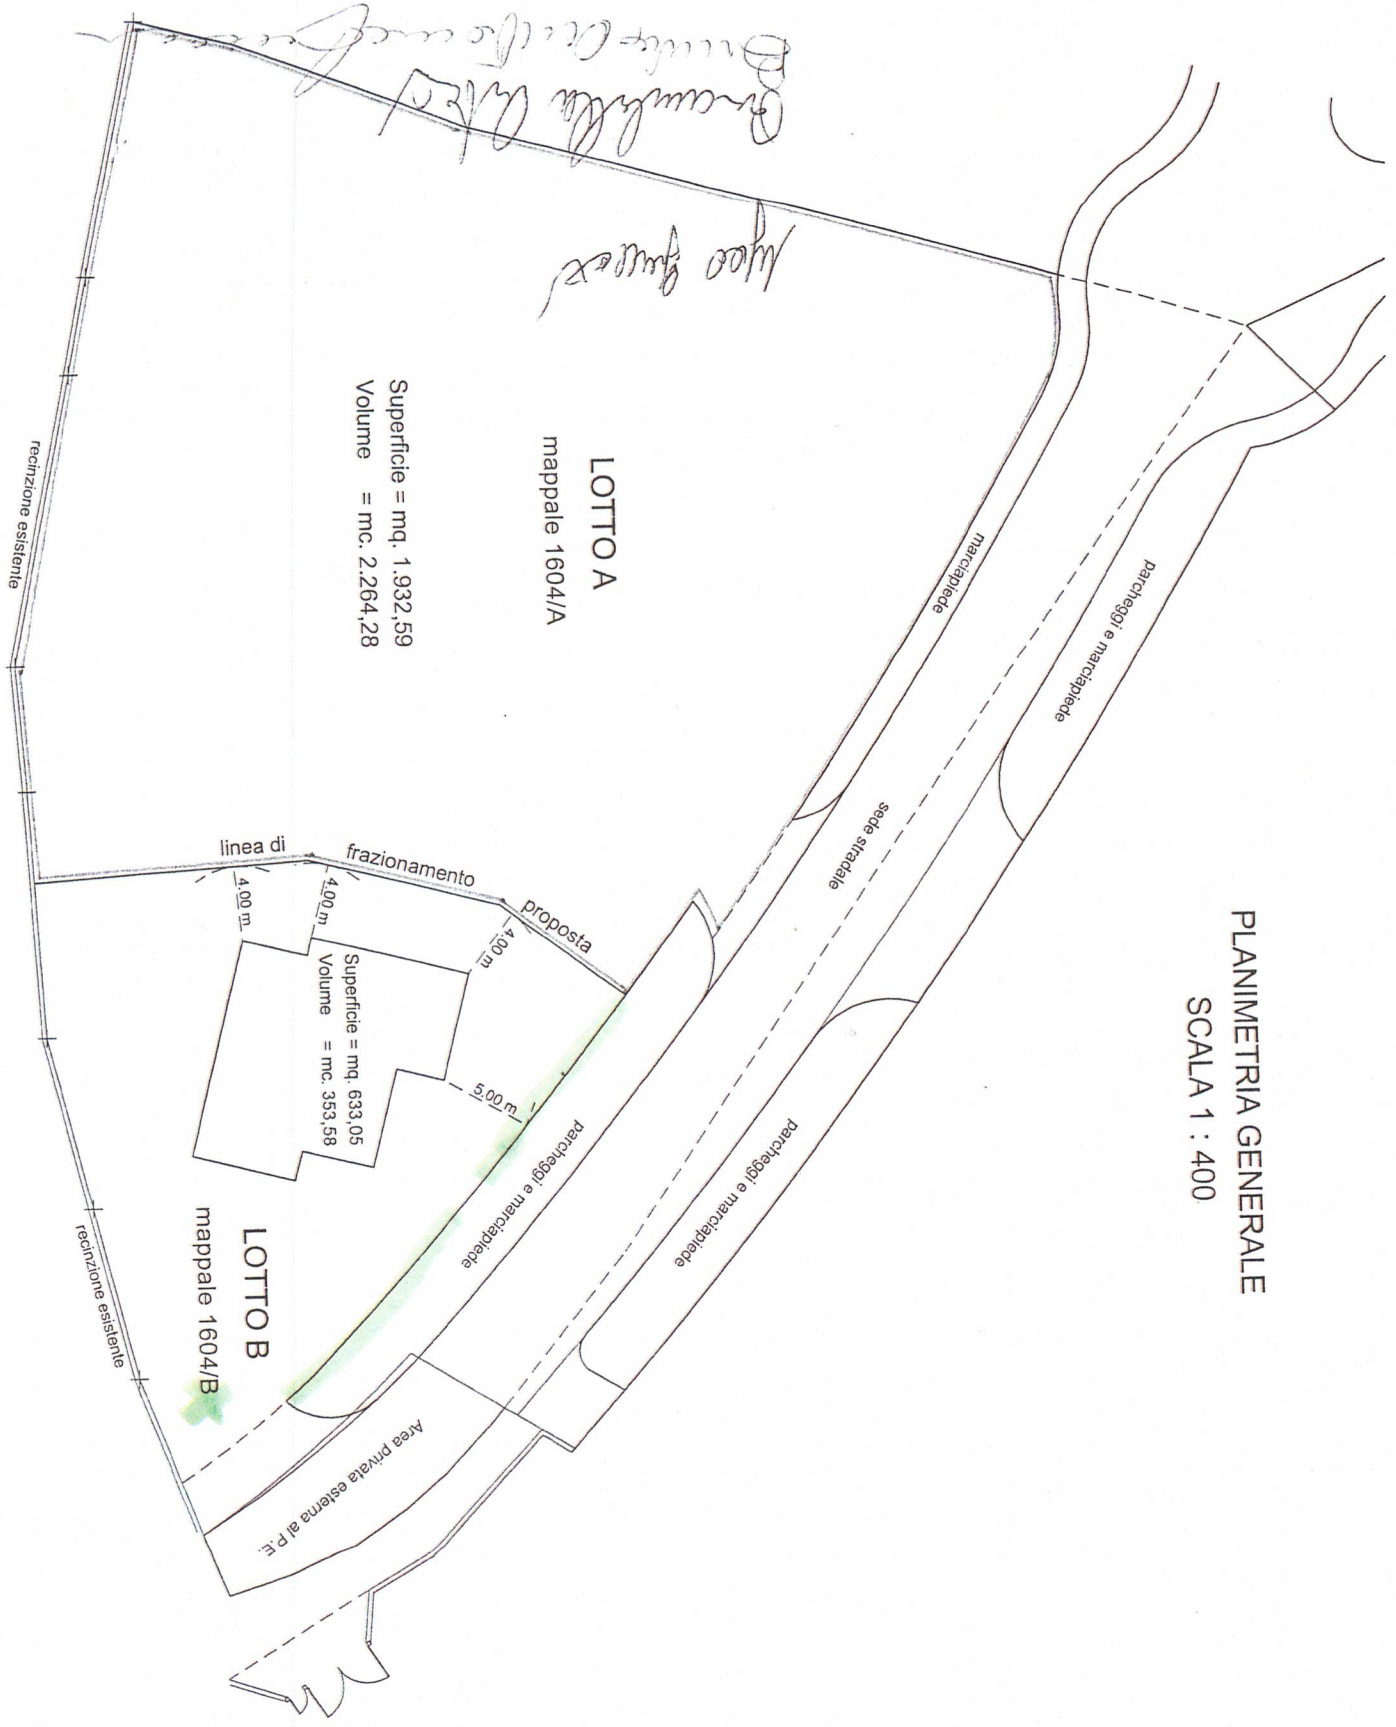 PLANIMETRIA GENERALE
SCALA 1 : 400
parcheggi e marciapiede
marciapiede
sede stradale
parcheggi e marciapiede
parcheggi e marciapiede
LOTTO A
mappale 1604/A
Superficie = mq. 1.932,59
Volume = mc. 2.264,28
recinzione esistente
linea di
frazionamento
proposta
4.00 m
4.00 m
4.00 m
5.00 m
Superficie = mq. 633,05
Volume = mc. 353,58
LOTTO B
mappale 1604/B
recinzione esistente
Area privata esterna al P.E.